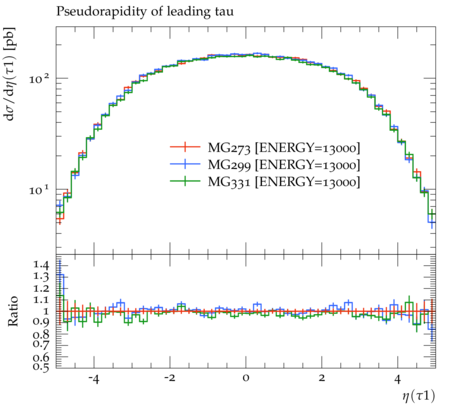 Pseudorapidity of leading tau
dσ/dη(τ1) [pb]
10²
MG273 [ENERGY=13000]
MG299 [ENERGY=13000]
MG331 [ENERGY=13000]
10¹
Ratio
1.4
1.3
1.2
1.1
1
0.9
0.8
0.7
0.6
0.5
-4 -2 0 2 4
η(τ1)